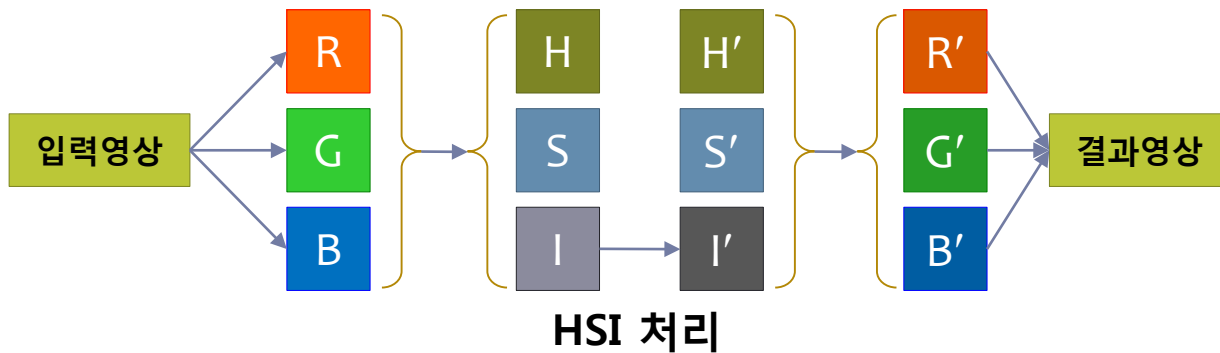 R H H′ R′
입력영상 G S S′ G′ 결과영상
B I I′ B′
HSI 처리